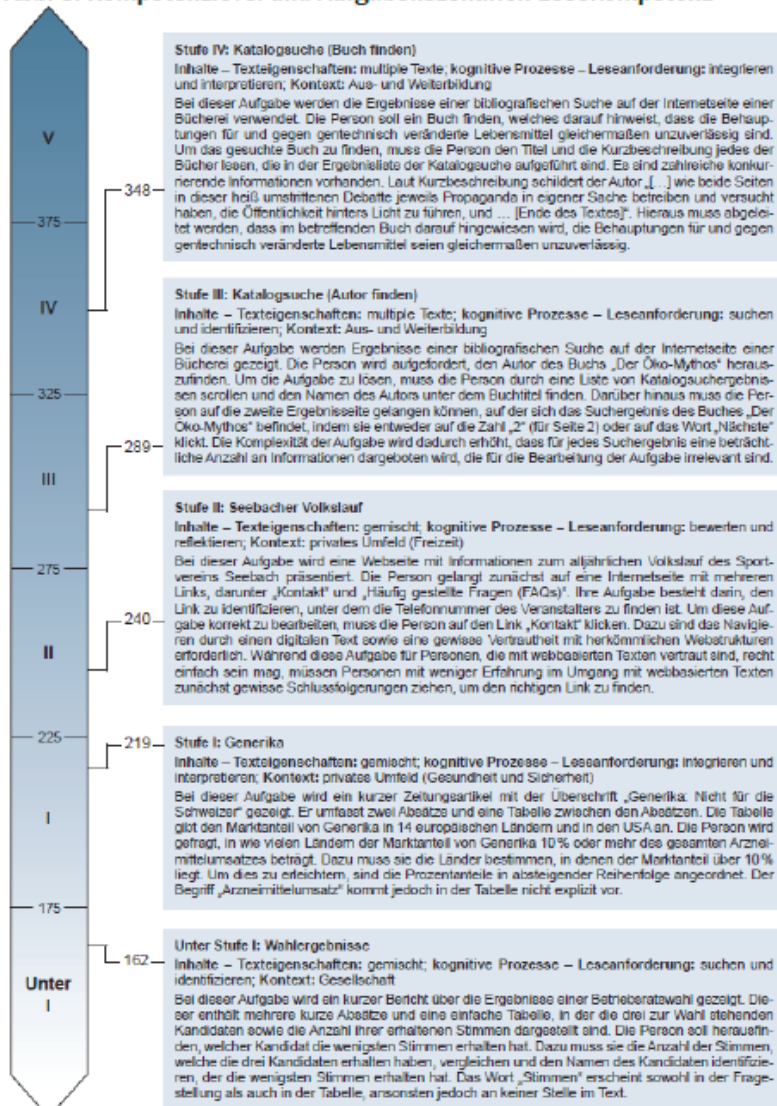 Stufe IV: Katalogsuche (Buch finden)
Inhalte – Texteigenschaften: multiple Texte; kognitive Prozesse – Leseanforderung: integrieren
und interpretieren; Kontext: Aus- und Weiterbildung
Bei dieser Aufgabe werden die Ergebnisse einer bibliografischen Suche auf der Internetseite einer
Bücherei verwendet. Die Person soll ein Buch finden, welches darauf hinweist, dass die Behaup-
tungen für und gegen gentechnisch veränderte Lebensmittel gleichermaßen unzuverlässig sind.
Um das gesuchte Buch zu finden, muss die Person den Titel und die Kurzbeschreibung jedes der
Bücher lesen, die in der Ergebnisliste der Katalogsuche aufgeführt sind. Es sind zahlreiche konkur-
rierende Informationen vorhanden. Laut Kurzbeschreibung schildert der Autor „[…] wie beide Seiten
in dieser heiß umstrittenen Debatte jeweils Propaganda in eigener Sache betreiben und versucht
haben, die Öffentlichkeit hinters Licht zu führen, und … [Ende des Textes]“. Hieraus muss abgelei-
tet werden, dass im betreffenden Buch darauf hingewiesen wird, die Behauptungen für und gegen
gentechnisch veränderte Lebensmittel seien gleichermaßen unzuverlässig.
V
348
375
IV
Stufe III: Katalogsuche (Autor finden)
Inhalte – Texteigenschaften: multiple Texte; kognitive Prozesse – Leseanforderung: suchen
und identifizieren; Kontext: Aus- und Weiterbildung
Bei dieser Aufgabe werden Ergebnisse einer bibliografischen Suche auf der Internetseite einer
Bücherei gezeigt. Die Person wird aufgefordert, den Autor des Buchs „Der Öko-Mythos“ heraus-
zufinden. Um die Aufgabe zu lösen, muss die Person durch eine Liste von Katalogsuchergebnis-
sen scrollen und den Namen des Autors unter dem Buchtitel finden. Darüber hinaus muss die Per-
son auf die zweite Ergebnisseite gelangen können, auf der sich das Suchergebnis des Buches „Der
Öko-Mythos“ befindet, indem sie entweder auf die Zahl „2“ (für Seite 2) oder auf das Wort „Nächste“
klickt. Die Komplexität der Aufgabe wird dadurch erhöht, dass für jedes Suchergebnis eine beträcht-
liche Anzahl an Informationen dargeboten wird, die für die Bearbeitung der Aufgabe irrelevant sind.
325
289
III
Stufe II: Seebacher Volkslauf
Inhalte – Texteigenschaften: gemischt; kognitive Prozesse – Leseanforderung: bewerten und
reflektieren; Kontext: privates Umfeld (Freizeit)
Bei dieser Aufgabe wird eine Webseite mit Informationen zum alljährlichen Volkslauf des Sport-
vereins Seebach präsentiert. Die Person gelangt zunächst auf eine Internetseite mit mehreren
Links, darunter „Kontakt“ und „Häufig gestellte Fragen (FAQs)“. Ihre Aufgabe besteht darin, den
Link zu identifizieren, unter dem die Telefonnummer des Veranstalters zu finden ist. Um diese Auf-
gabe korrekt zu bearbeiten, muss die Person auf den Link „Kontakt“ klicken. Dazu sind das Navigie-
ren durch einen digitalen Text sowie eine gewisse Vertrautheit mit herkömmlichen Webstrukturen
erforderlich. Während diese Aufgabe für Personen, die mit webbasierten Texten vertraut sind, recht
einfach sein mag, müssen Personen mit weniger Erfahrung im Umgang mit webbasierten Texten
zunächst gewisse Schlussfolgerungen ziehen, um den richtigen Link zu finden.
275
240
II
225
219
Stufe I: Generika
Inhalte – Texteigenschaften: gemischt; kognitive Prozesse – Leseanforderung: integrieren und
interpretieren; Kontext: privates Umfeld (Gesundheit und Sicherheit)
Bei dieser Aufgabe wird ein kurzer Zeitungsartikel mit der Überschrift „Generika: Nicht für die
Schweizer“ gezeigt. Er umfasst zwei Absätze und eine Tabelle zwischen den Absätzen. Die Tabelle
gibt den Marktanteil von Generika in 14 europäischen Ländern und in den USA an. Die Person wird
gefragt, in wie vielen Ländern der Marktanteil von Generika 10 % oder mehr des gesamten Arznei-
mittelumsatzes beträgt. Dazu muss sie die Länder bestimmen, in denen der Marktanteil über 10 %
liegt. Um dies zu erleichtern, sind die Prozentanteile in absteigender Reihenfolge angeordnet. Der
Begriff „Arzneimittelumsatz“ kommt jedoch in der Tabelle nicht explizit vor.
I
175
162
Unter
I
Unter Stufe I: Wahlergebnisse
Inhalte – Texteigenschaften: gemischt; kognitive Prozesse – Leseanforderung: suchen und
identifizieren; Kontext: Gesellschaft
Bei dieser Aufgabe wird ein kurzer Bericht über die Ergebnisse einer Betriebsratswahl gezeigt. Die-
ser enthält mehrere kurze Absätze und eine einfache Tabelle, in der die drei zur Wahl stehenden
Kandidaten sowie die Anzahl ihrer erhaltenen Stimmen dargestellt sind. Die Person soll herausfin-
den, welcher Kandidat die wenigsten Stimmen erhalten hat. Dazu muss sie die Anzahl der Stimmen,
welche die drei Kandidaten erhalten haben, vergleichen und den Namen des Kandidaten identifizie-
ren, der die wenigsten Stimmen erhalten hat. Das Wort „Stimmen“ erscheint sowohl in der Frage-
stellung als auch in der Tabelle, ansonsten jedoch an keiner Stelle im Text.